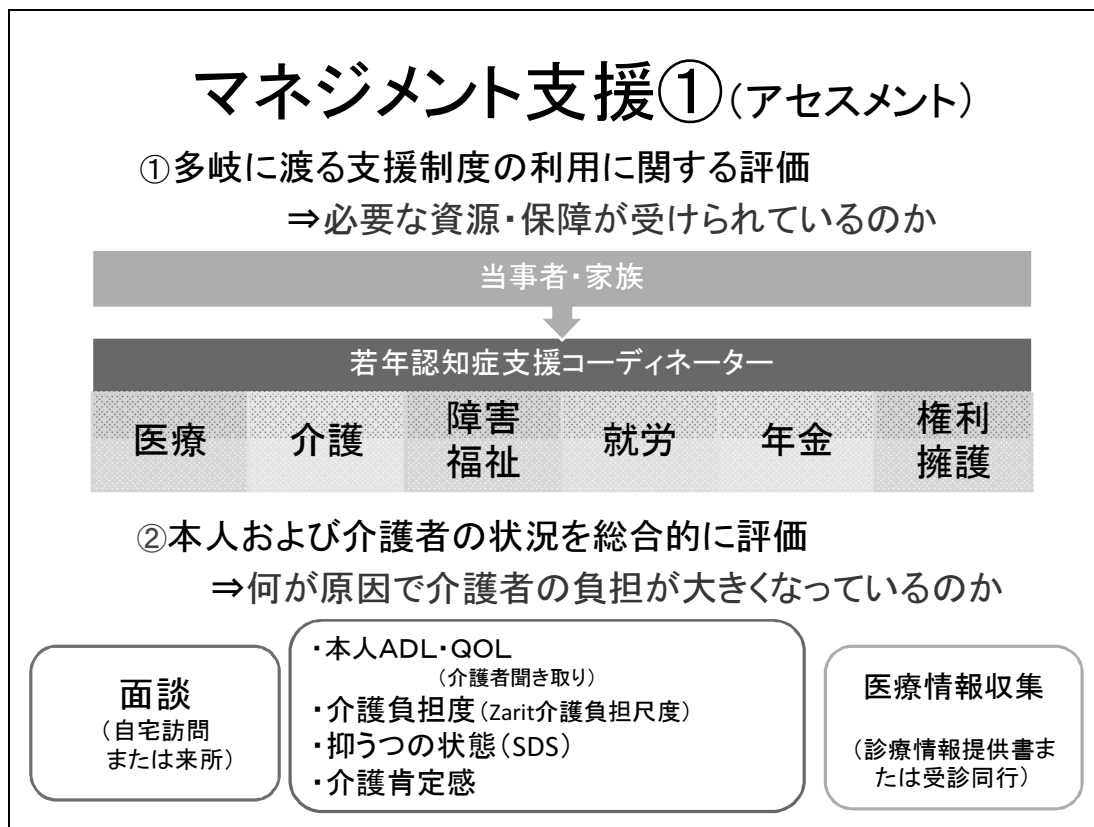 マネジメント支援①(アセスメント)
①多岐に渡る支援制度の利用に関する評価
⇒必要な資源・保障が受けられているのか
当事者・家族
若年認知症支援コーディネーター
医療
介護
障害
福祉
就労
年金
権利
擁護
②本人および介護者の状況を総合的に評価
⇒何が原因で介護者の負担が大きくなっているのか
面談
(自宅訪問
または来所)
・本人ADL・QOL
(介護者聞き取り)
・介護負担度(Zarit介護負担尺度)
・抑うつの状態(SDS)
・介護肯定感
医療情報収集
(診療情報提供書ま
たは受診同行)